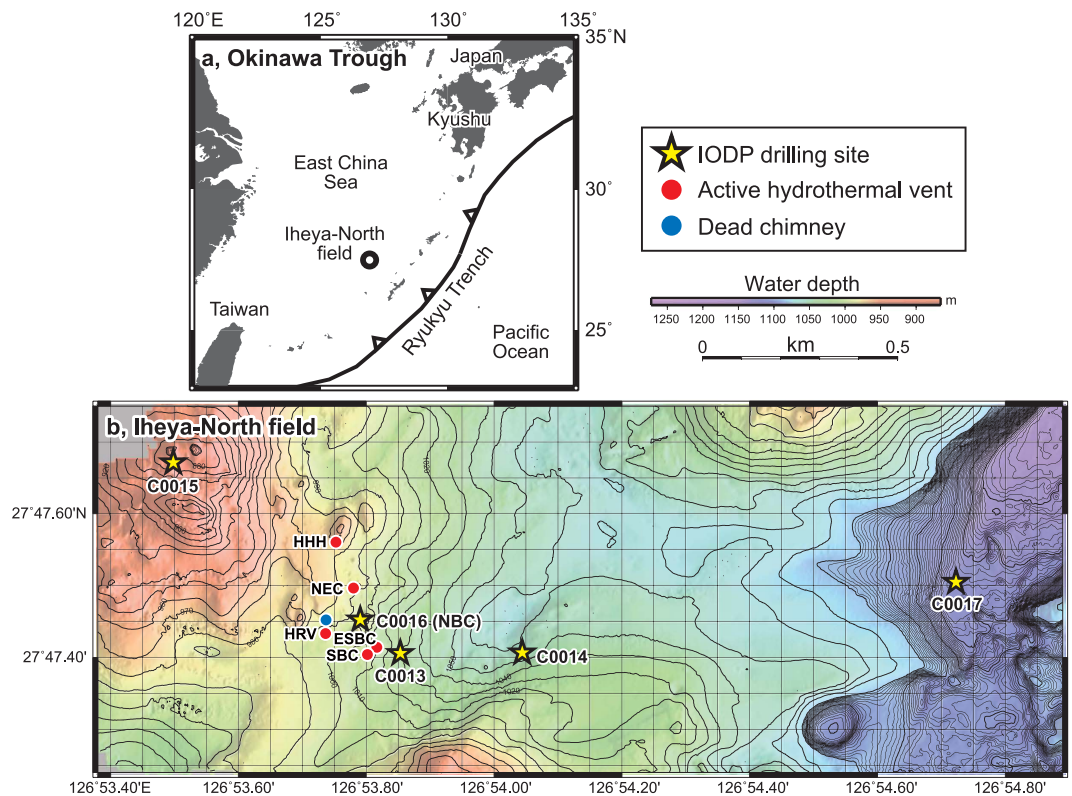 120˚E 125˚ 130˚ 135˚
35˚N
a, Okinawa Trough
Japan
Kyushu
East China
Sea
30˚
Iheya-North
field
Ryukyu Trench
Taiwan
25˚
Pacific
Ocean
IODP drilling site
Active hydrothermal vent
Dead chimney
Water depth
m
1250 1200 1150 1100 1050 1000 950 900
0 km 0.5
b, Iheya-North field
C0015
27˚47.60'N
HHH
NEC
C0016 (NBC)
C0017
HRV
ESBC
SBC
27˚47.40'
C0013
C0014
1040
1020
126˚53.40'E 126˚53.60' 126˚53.80' 126˚54.00' 126˚54.20' 126˚54.40' 126˚54.60' 126˚54.80'